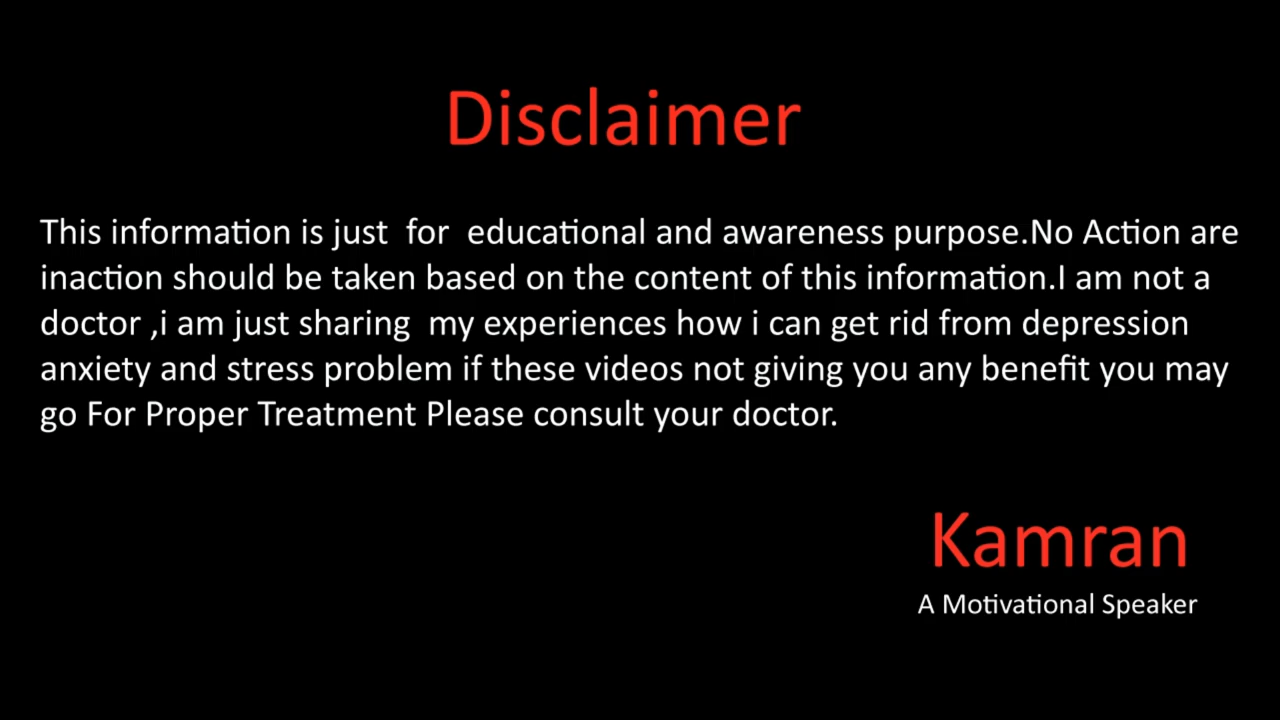 Disclaimer
This information is just  for  educational and awareness purpose.No Action are
inaction should be taken based on the content of this information.I am not a
doctor ,i am just sharing  my experiences how i can get rid from depression
anxiety and stress problem if these videos not giving you any benefit you may
go For Proper Treatment Please consult your doctor.
Kamran
A Motivational Speaker